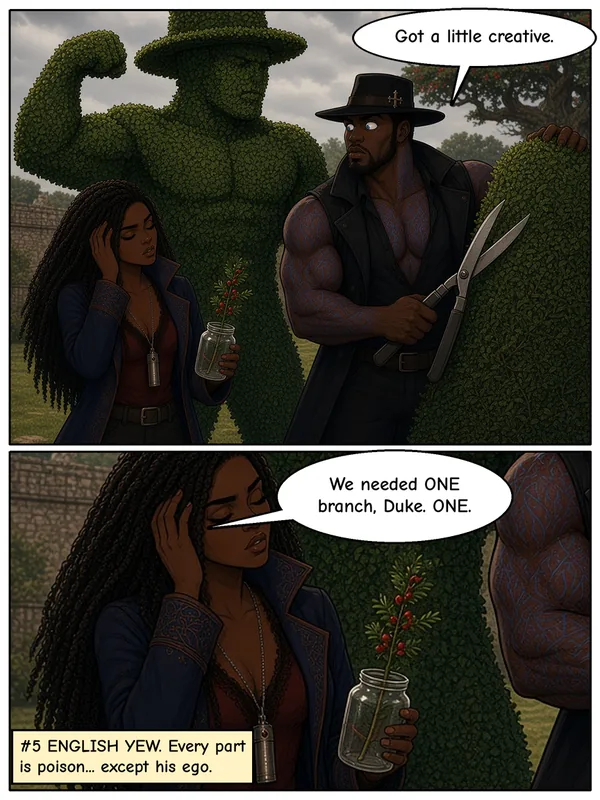 Got a little creative.
We needed ONE
branch, Duke. ONE.
#5 ENGLISH YEW. Every part
is poison... except his ego.